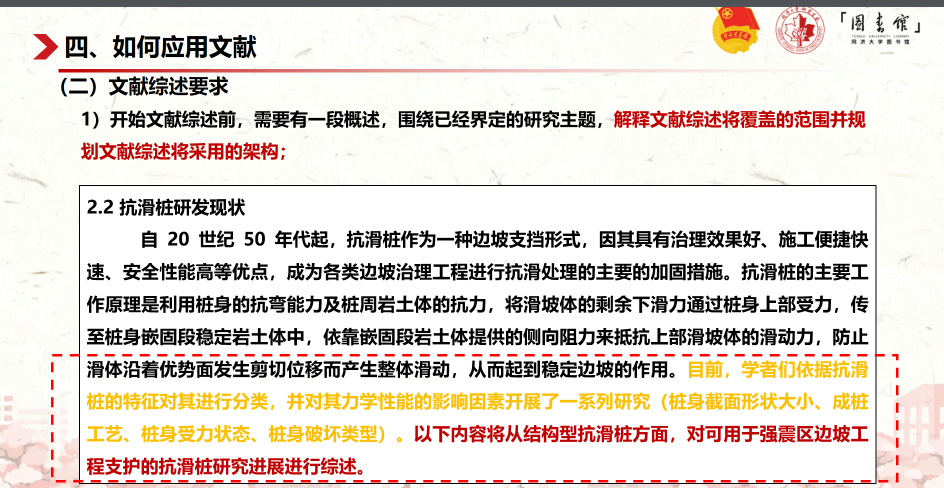 四、如何应用文献
「图书馆」
同济大学图书馆
（二）文献综述要求
1）开始文献综述前，需要有一段概述，围绕已经界定的研究主题，解释文献综述将覆盖的范围并规
划文献综述将采用的架构；
2.2 抗滑桩研发现状
自 20 世纪 50 年代起，抗滑桩作为一种边坡支挡形式，因其具有治理效果好、施工便捷快
速、安全性能高等优点，成为各类边坡治理工程进行抗滑处理的主要的加固措施。抗滑桩的主要工
作原理是利用桩身的抗弯能力及桩周岩土体的抗力，将滑坡体的剩余下滑力通过桩身上部受力，传
至桩身嵌固段稳定岩土体中，依靠嵌固段岩土体提供的侧向阻力来抵抗上部滑坡体的滑动力，防止
滑体沿着优势面发生剪切位移而产生整体滑动，从而起到稳定边坡的作用。目前，学者们依据抗滑
桩的特征对其进行分类，并对其力学性能的影响因素开展了一系列研究（桩身截面形状大小、成桩
工艺、桩身受力状态、桩身破坏类型）。以下内容将从结构型抗滑桩方面，对可用于强震区边坡工
程支护的抗滑桩研究进展进行综述。